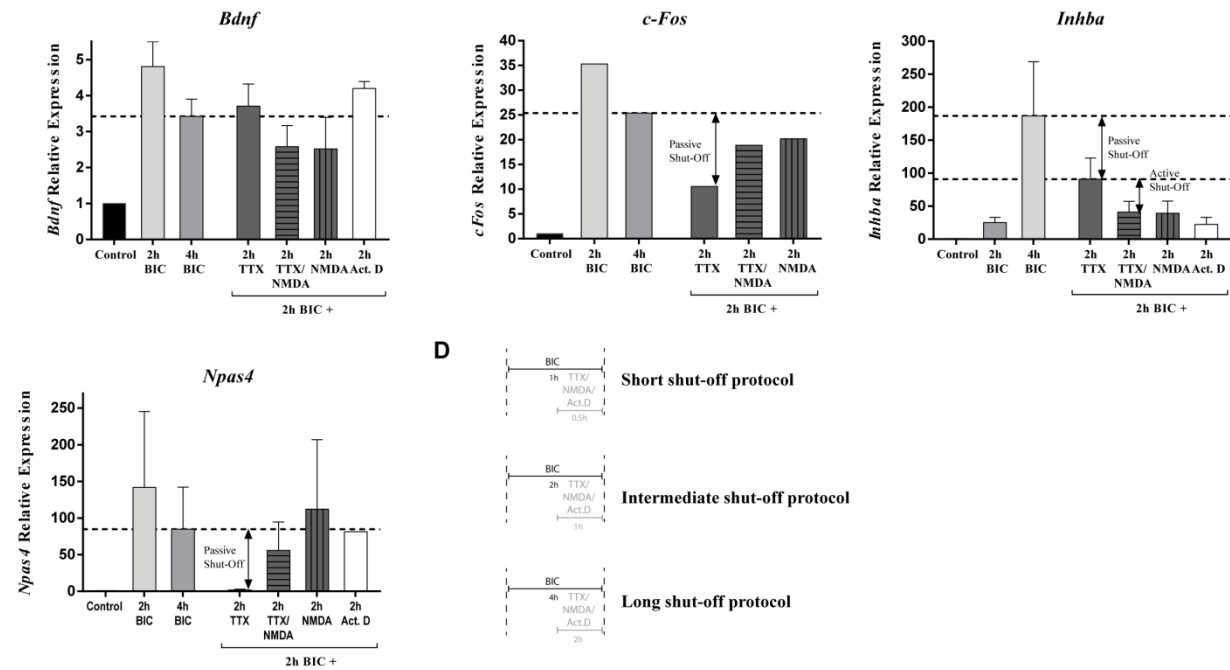 Bdnf
Bdnf Relative Expression
5
4
3
2
1
0
Control
2h BIC
4h BIC
2h TTX
2h TTX/ NMDA
2h NMDA
2h Act. D
2h BIC +
c-Fos
cFos Relative Expression
40
35
30
25
20
15
10
5
0
Passive
Shut-Off
Control
2h BIC
4h BIC
2h TTX
2h TTX/ NMDA
2h NMDA
2h BIC +
Inhba
Inhba Relative Expression
300
250
200
150
100
50
0
Passive
Shut-Off
Active
Shut-Off
Control
2h BIC
4h BIC
2h TTX
2h TTX/ NMDA
2h NMDA
2h Act. D
2h BIC +
Npas4
Npas4 Relative Expression
250
200
150
100
50
0
Passive
Shut-Off
Control
2h BIC
4h BIC
2h TTX
2h TTX/ NMDA
2h NMDA
2h Act. D
2h BIC +
D
BIC
1h TTX/
NMDA/
Act.D
0.5h
Short shut-off protocol
BIC
2h TTX/
NMDA/
Act.D
1h
Intermediate shut-off protocol
BIC
4h TTX/
NMDA/
Act.D
2h
Long shut-off protocol